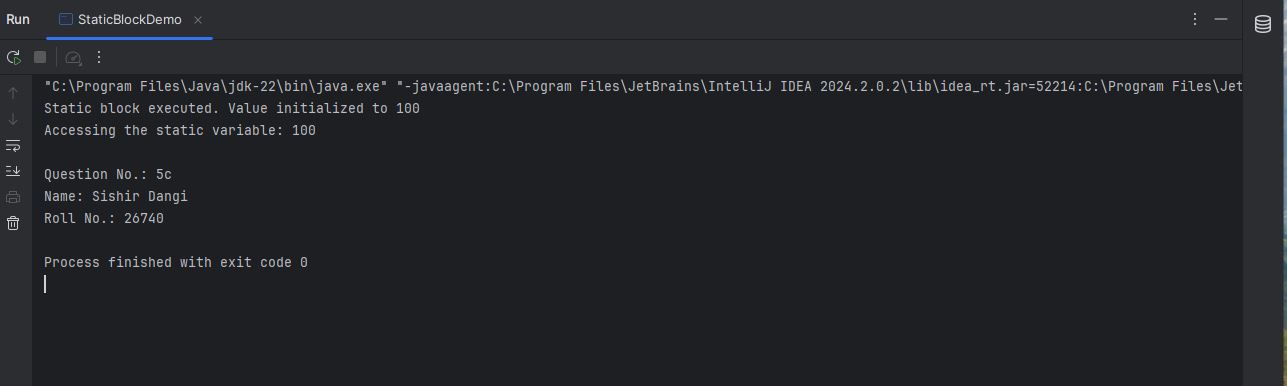 Run StaticBlockDemo
"C:\Program Files\Java\jdk-22\bin\java.exe" "-javaagent:C:\Program Files\JetBrains\IntelliJ IDEA 2024.2.0.2\lib\idea_rt.jar=52214:C:\Program Files\Jet
Static block executed. Value initialized to 100
Accessing the static variable: 100
Question No.: 5c
Name: Sishir Dangi
Roll No.: 26740
Process finished with exit code 0